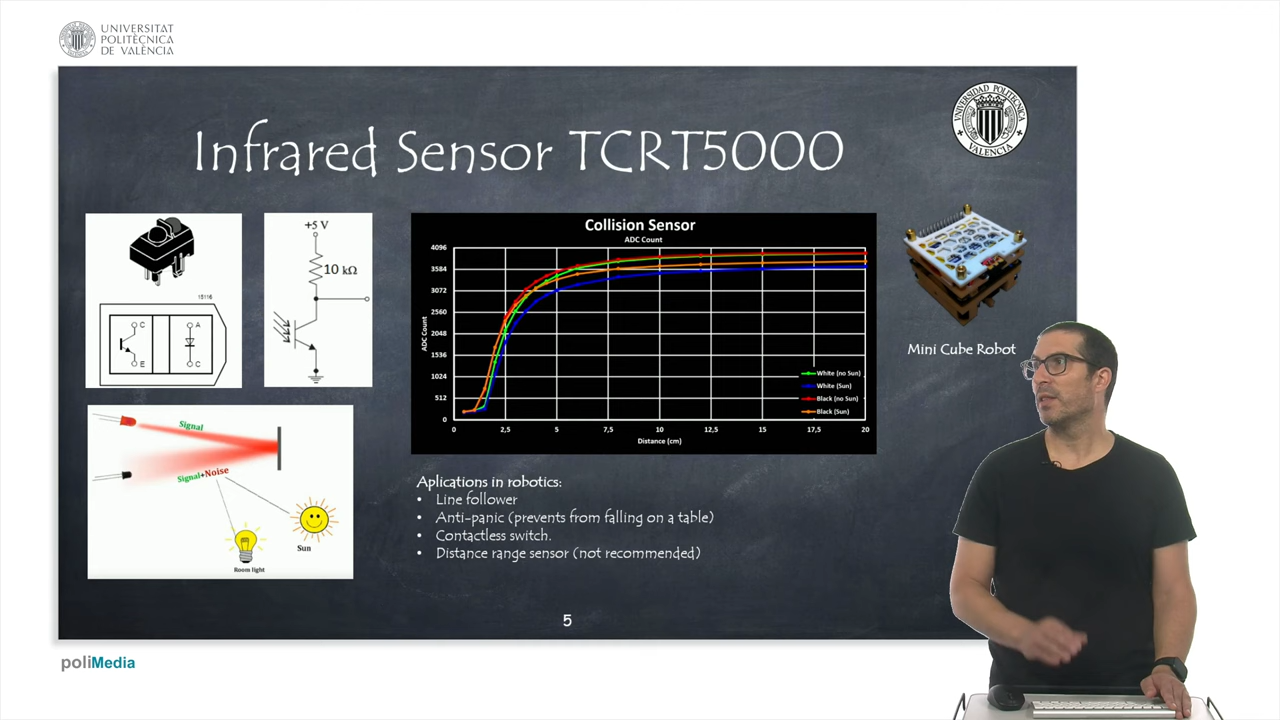 UNIVERSITAT
POLITÈCNICA
DE VALÈNCIA
UNIVERSIDAD POLITECNICA
VALENCIA
Infrared Sensor TCRT5000
+5 V
10 kΩ
15116
C
A
E
C
Collision Sensor
ADC Count
4096
3584
3072
2560
2048
1536
1024
512
0
ADC Count
0
2,5
5
7,5
10
12,5
15
17,5
20
Distance (cm)
White (no Sun)
White (Sun)
Black (no Sun)
Black (Sun)
Mini Cube Robot
Signal
Signal+Noise
Sun
Room light
Aplications in robotics:
• Line follower
• Anti-panic (prevents from falling on a table)
• Contactless switch.
• Distance range sensor (not recommended)
5
poliMedia